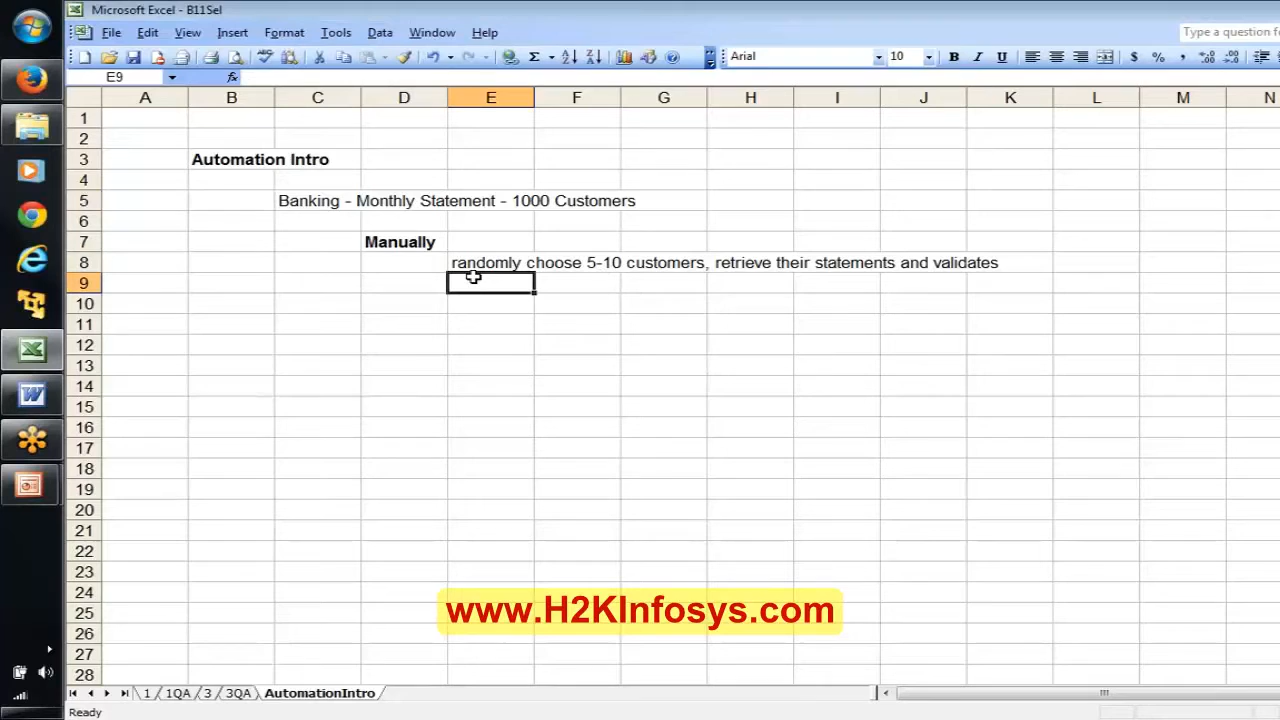 Microsoft Excel - B11Sel
File Edit View Insert Format Tools Data Window Help
Type a question fo
Arial 10 B I U $ %
E9 fx
A B C D E F G H I J K L M N
1
2
3 Automation Intro
4
5 Banking - Monthly Statement - 1000 Customers
6
7 Manually
8 randomly choose 5-10 customers, retrieve their statements and validates
9
10
11
12
13
14
15
16
17
18
19
20
21
22
23
24
www.H2KInfosys.com
25
26
27
28
1 1QA 3 3QA AutomationIntro
Ready